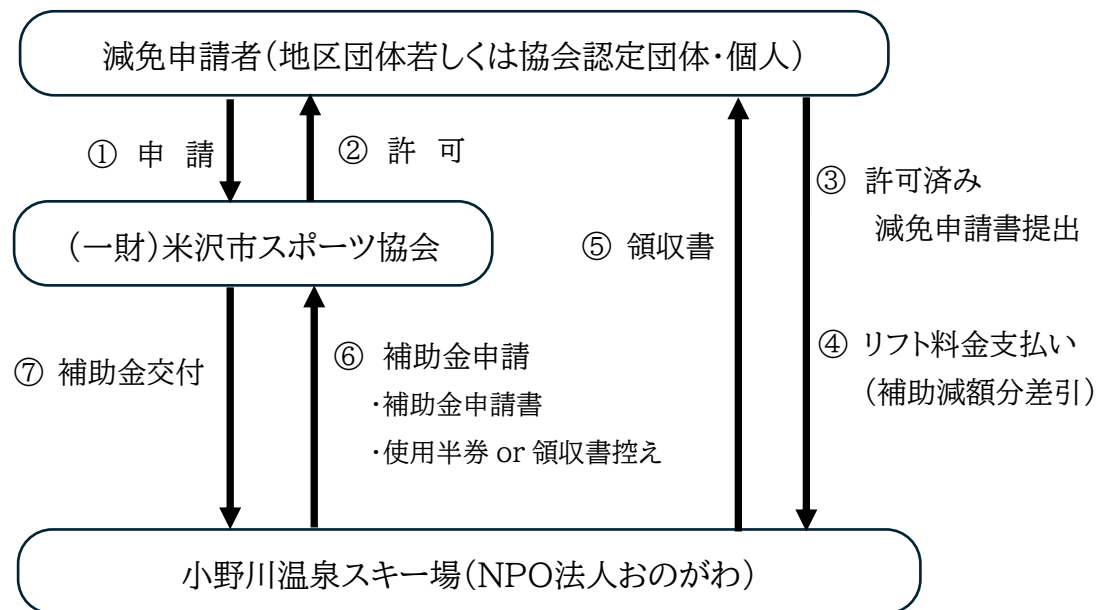 減免申請者(地区団体若しくは協会認定団体・個人)
① 申 請
② 許 可
③ 許可済み
減免申請書提出
(一財)米沢市スポーツ協会
⑤ 領収書
④ リフト料金支払い
(補助減額分差引)
⑦ 補助金交付
⑥ 補助金申請
・補助金申請書
・使用半券 or 領収書控え
小野川温泉スキー場(NPO法人おのがわ)